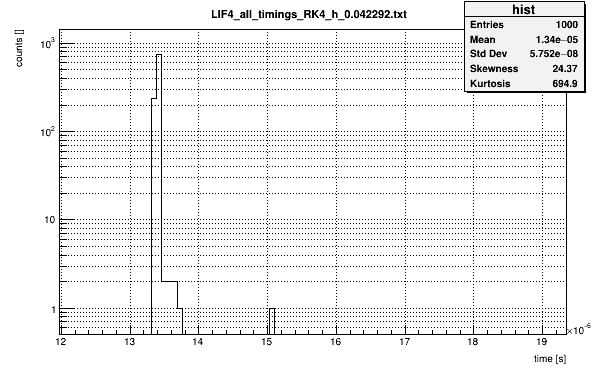 LIF4_all_timings_RK4_h_0.042292.txt
hist
Entries 1000
Mean 1.34e−05
Std Dev 5.752e−08
Skewness 24.37
Kurtosis 694.9
counts []
10³
10²
10
1
12 13 14 15 16 17 18 19
×10⁻⁶
time [s]